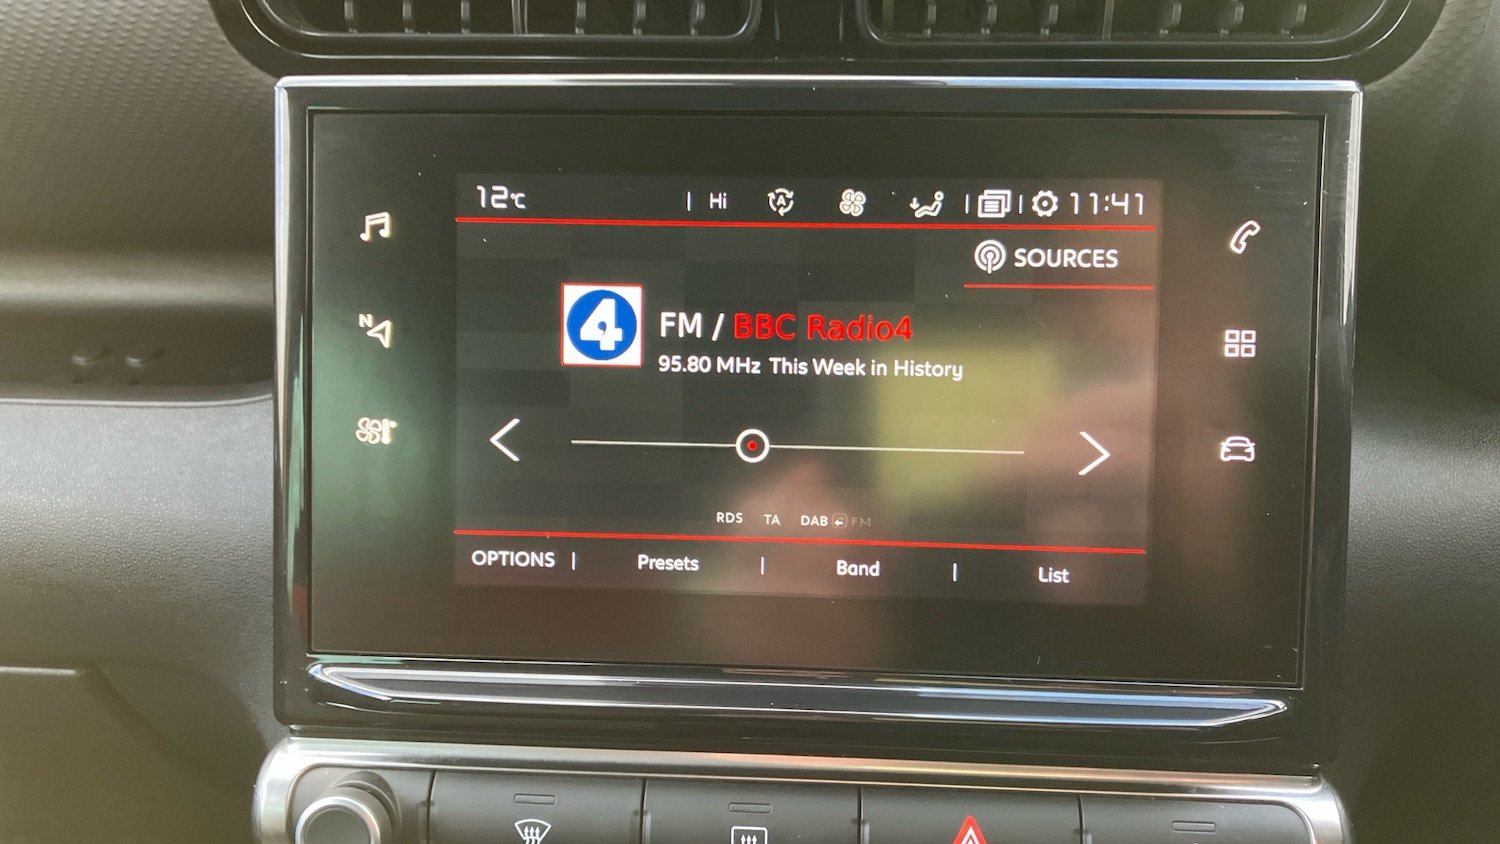 12°C | Hi A | | 11:41
SOURCES
4 FM / BBC Radio4
95.80 MHz This Week in History
N
RDS TA DAB FM
OPTIONS | Presets | Band | List